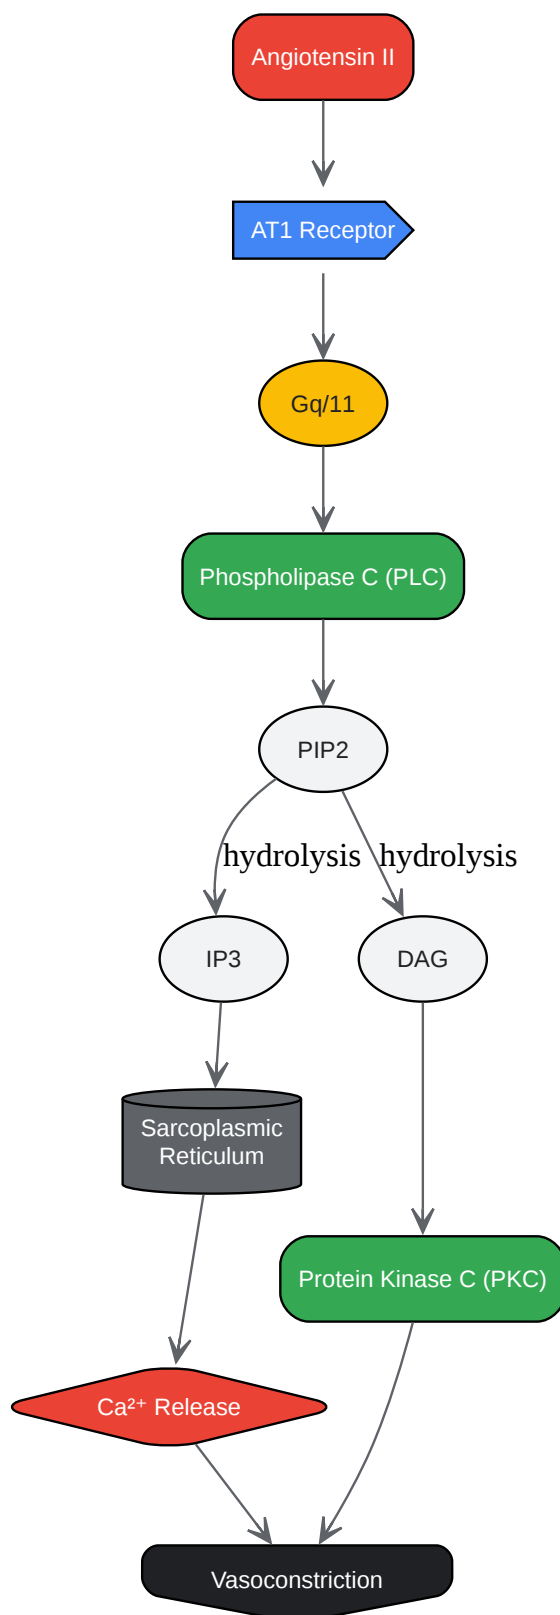 Angiotensin II
AT1 Receptor
Gq/11
Phospholipase C (PLC)
PIP2
hydrolysis
hydrolysis
IP3
DAG
Sarcoplasmic
Reticulum
Protein Kinase C (PKC)
Ca²⁺ Release
Vasoconstriction